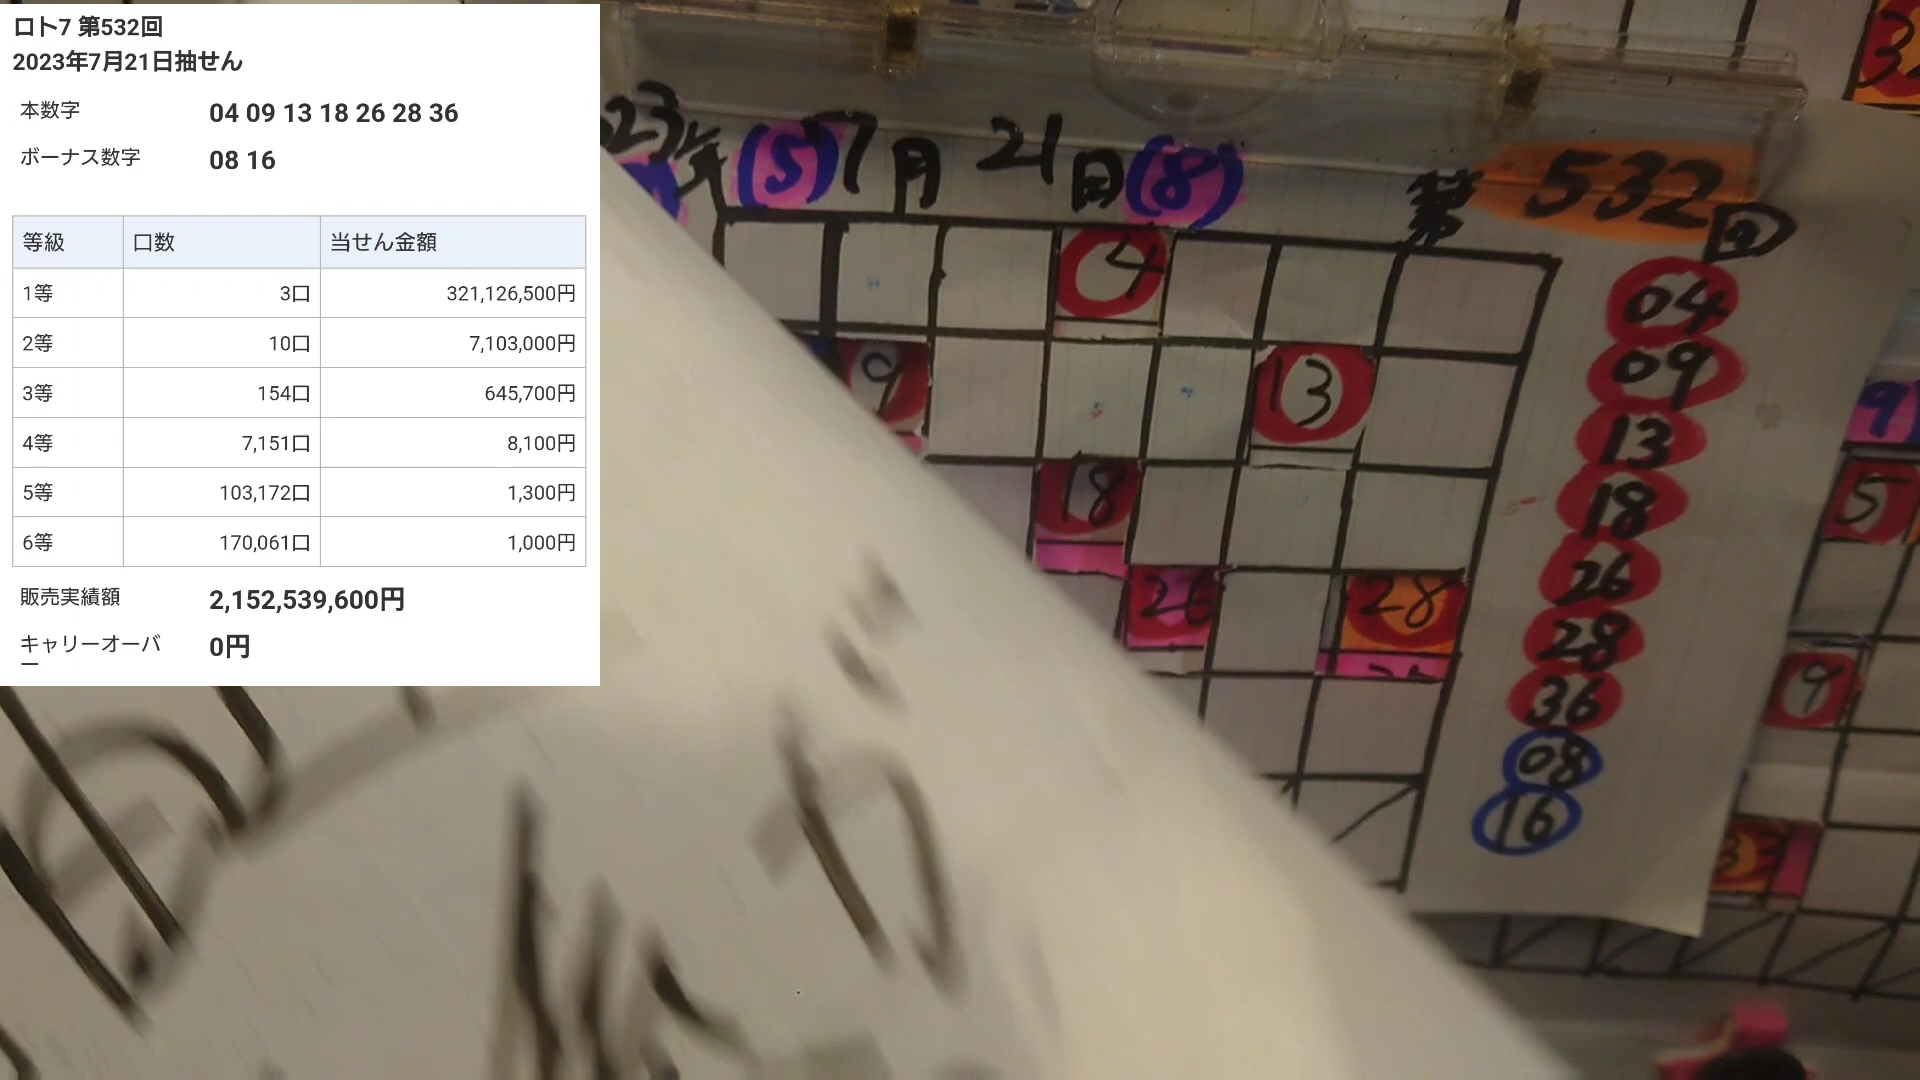 ロト7 第532回
2023年7月21日抽せん
本数字 04 09 13 18 26 28 36
ボーナス数字 08 16
等級 口数 当せん金額
1等 3口 321,126,500円
2等 10口 7,103,000円
3等 154口 645,700円
4等 7,151口 8,100円
5等 103,172口 1,300円
6等 170,061口 1,000円
販売実績額 2,152,539,600円
キャリーオーバー 0円
23年(5)7月21日(8) 第532回
4
9 13
18
26 28
04
09
13
18
26
28
36
08
16
9
5
9